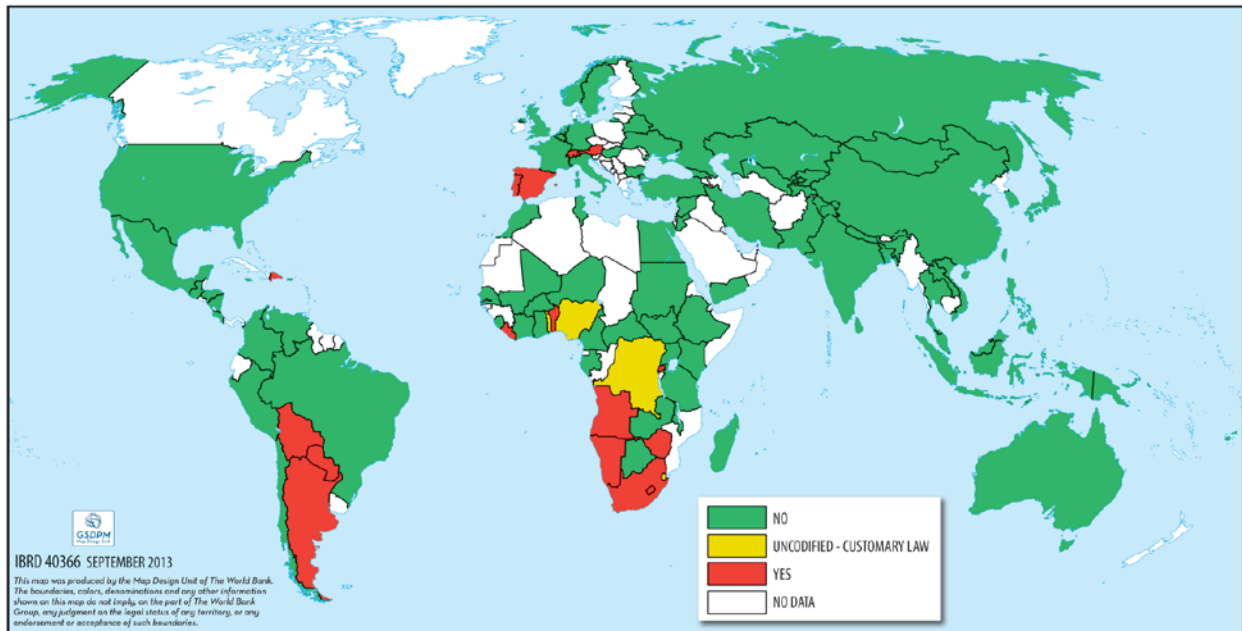 NO
UNCODIFIED - CUSTOMARY LAW
YES
NO DATA
GSDPM
Map Design Unit
IBRD 40366 SEPTEMBER 2013
This map was produced by the Map Design Unit of The World Bank.
The boundaries, colors, denominations and any other information
shown on this map do not imply, on the part of The World Bank
Group, any judgment on the legal status of any territory, or any
endorsement or acceptance of such boundaries.